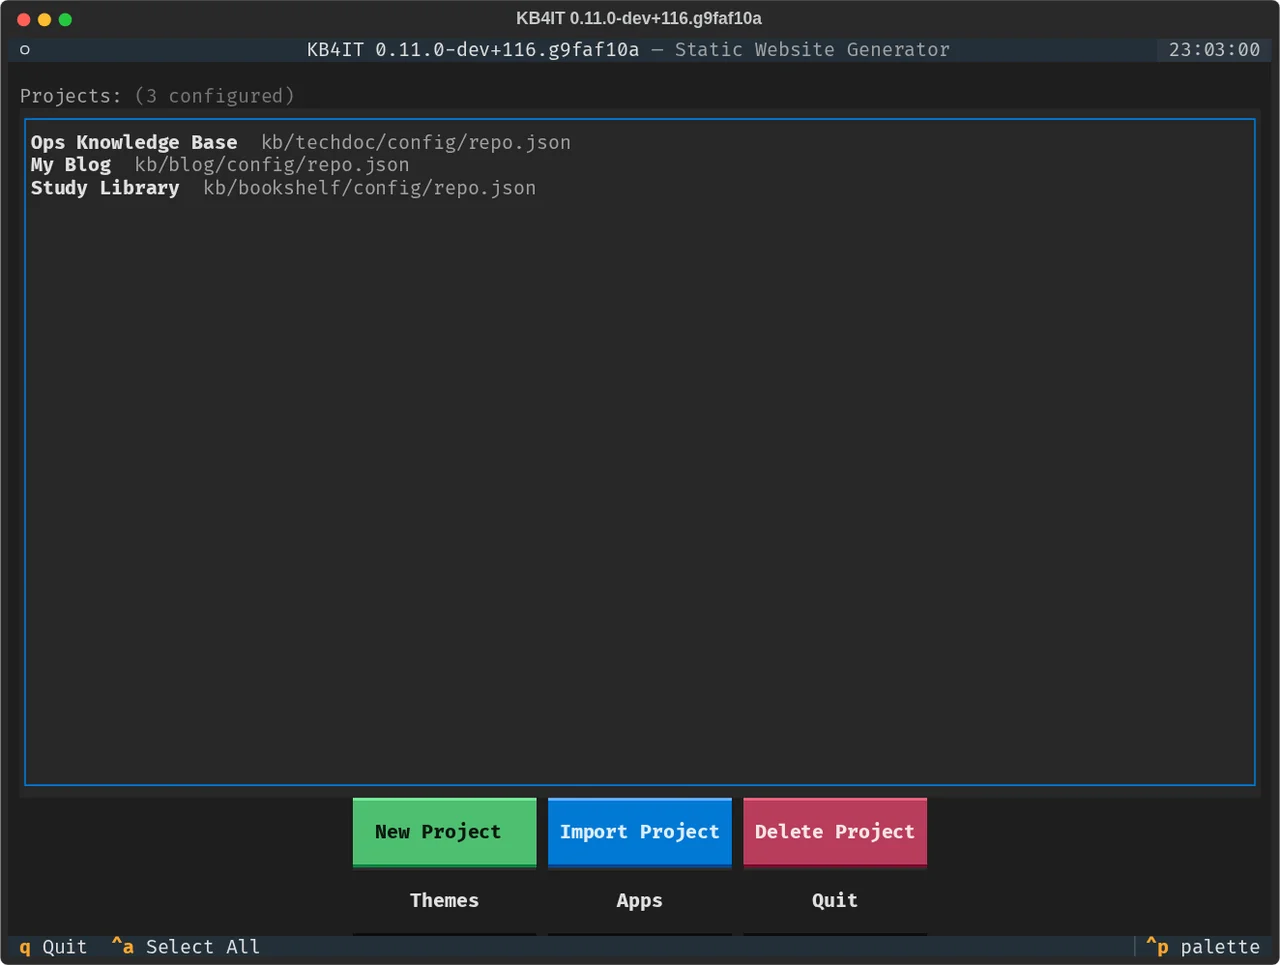 KB4IT 0.11.0-dev+116.g9faf10a
KB4IT 0.11.0-dev+116.g9faf10a — Static Website Generator 23:03:00
Projects: (3 configured)
Ops Knowledge Base kb/techdoc/config/repo.json
My Blog kb/blog/config/repo.json
Study Library kb/bookshelf/config/repo.json
New Project Import Project Delete Project
Themes Apps Quit
q Quit ^a Select All ^p palette